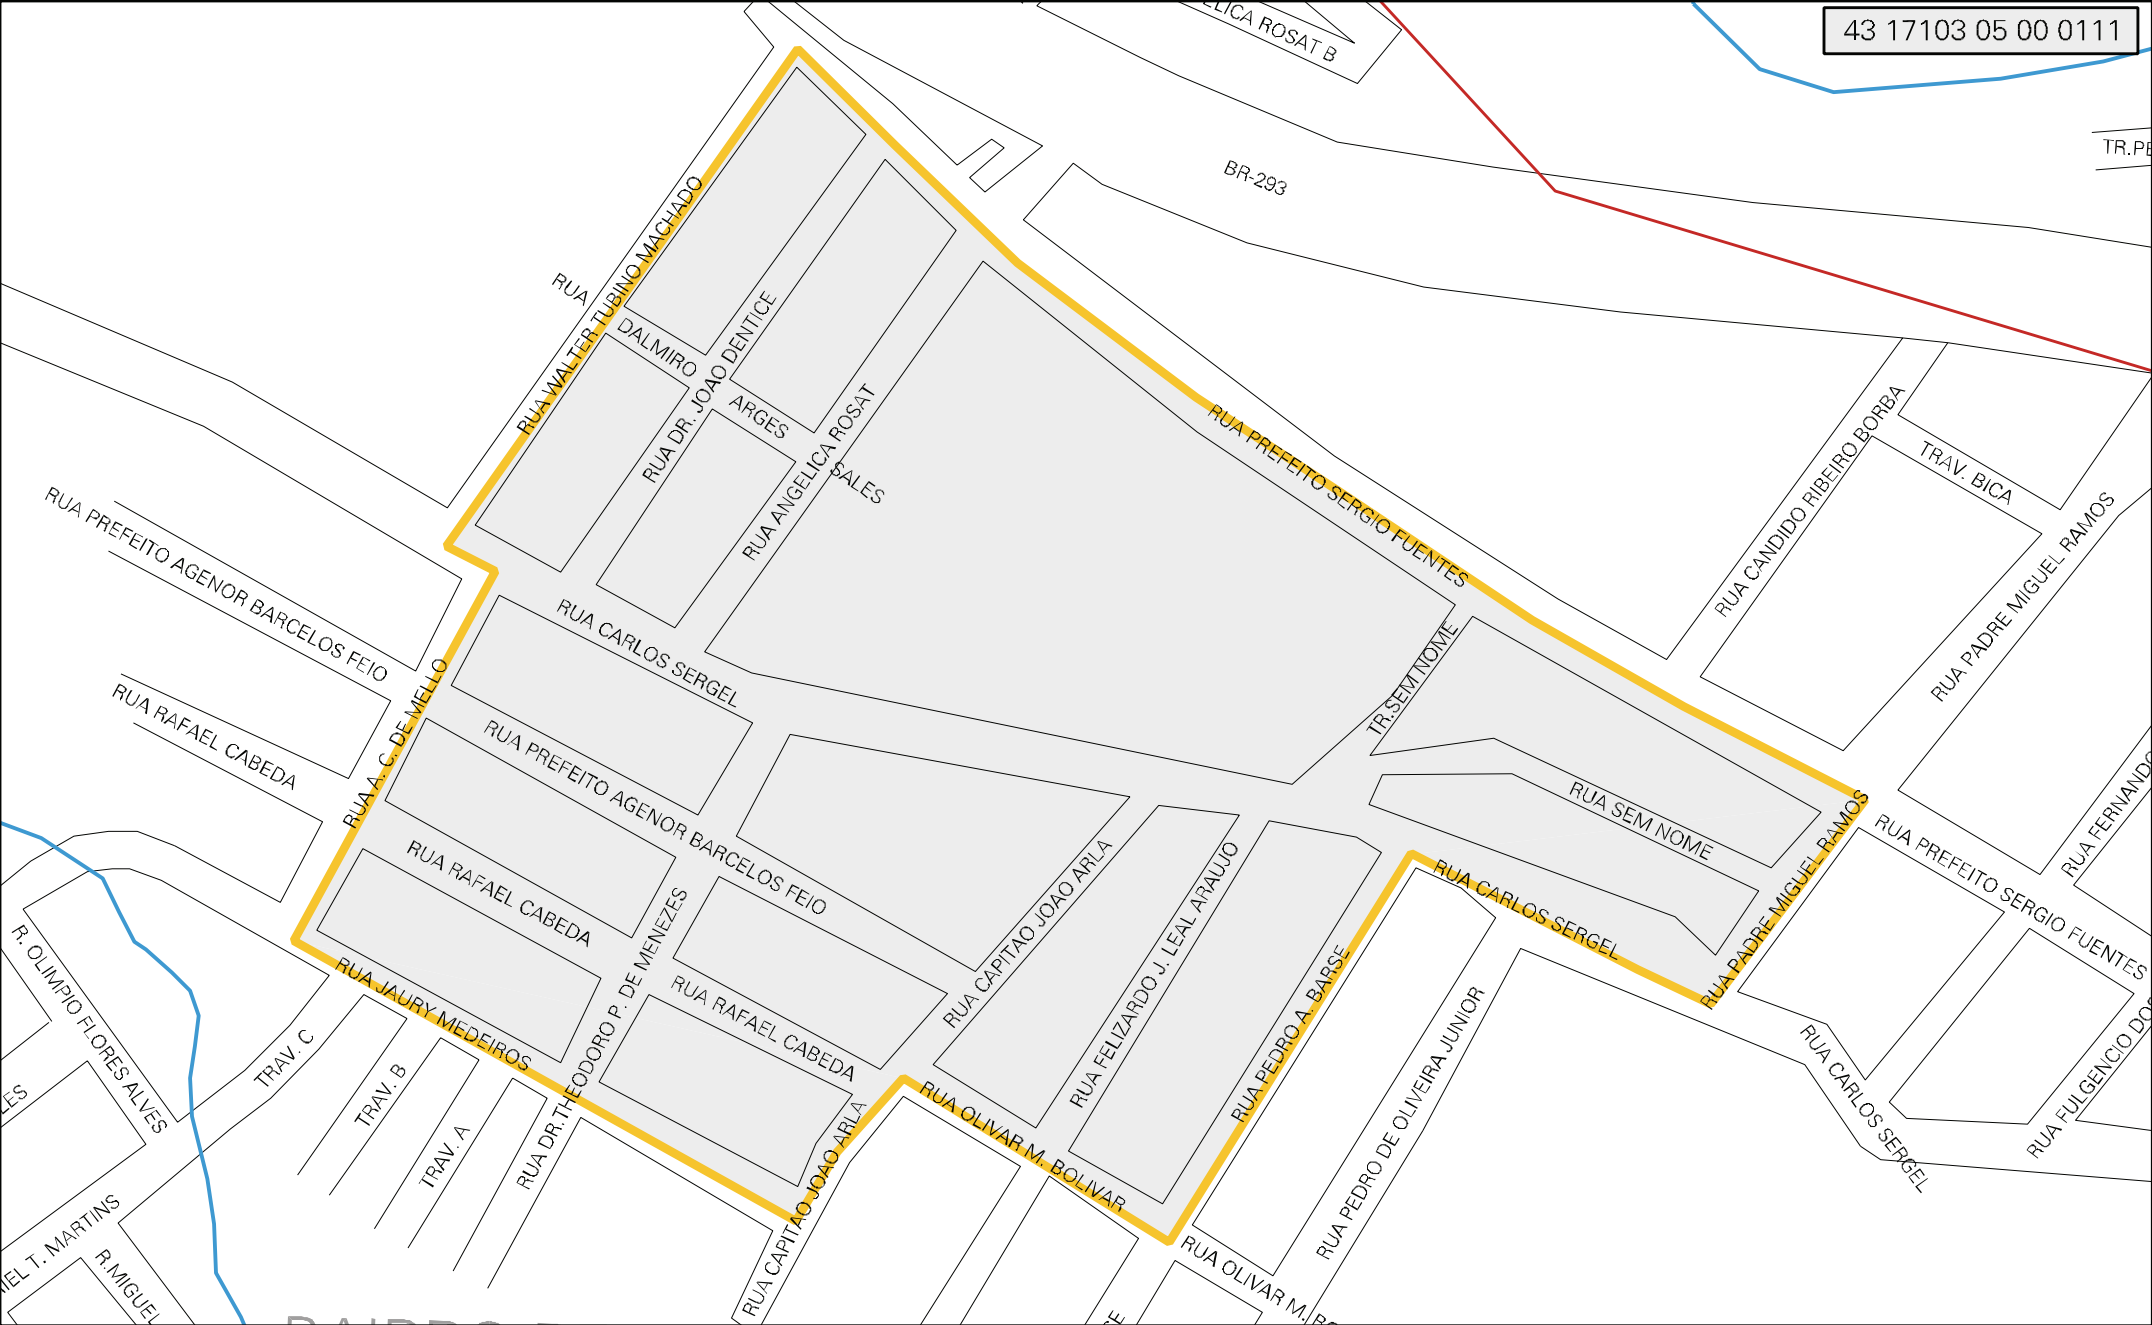 43 17103 05 00 0111
ROSAT B
BR-293
RUA WALTER TUBINO MACHADO
RUA
DALMIRO
ARGES
SALES
RUA DR. JOAO DENTICE
RUA ANGELICA ROSAT
RUA PREFEITO SERGIO FUENTES
RUA CANDIDO RIBEIRO BORBA
TRAV. BICA
RUA PADRE MIGUEL RAMOS
RUA PREFEITO AGENOR BARCELOS FEIO
RUA CARLOS SERGEL
TR.SEM NOME
RUA RAFAEL CABEDA
RUA A. C. DE MELLO
RUA PREFEITO AGENOR BARCELOS FEIO
RUA SEM NOME
RUA PADRE MIGUEL RAMOS
RUA PREFEITO SERGIO FUENTES
RUA FERNANDO
RUA RAFAEL CABEDA
RUA CAPITAO JOAO ARLA
RUA FELIZARDO J. LEAL ARAUJO
RUA CARLOS SERGEL
R. OLIMPIO FLORES ALVES
RUA JAURY MEDEIROS
RUA DR.THEODORO P. DE MENEZES
RUA RAFAEL CABEDA
RUA PEDRO A. BARSE
RUA PEDRO DE OLIVEIRA JUNIOR
RUA CARLOS SERGEL
RUA FULGENCIO
TRAV. C
TRAV. B
TRAV. A
RUA CAPITAO JOAO ARLA
RUA OLIVAR M. BOLIVAR
T. MARTINS
R.MIGUEL
RUA OLIVAR M.